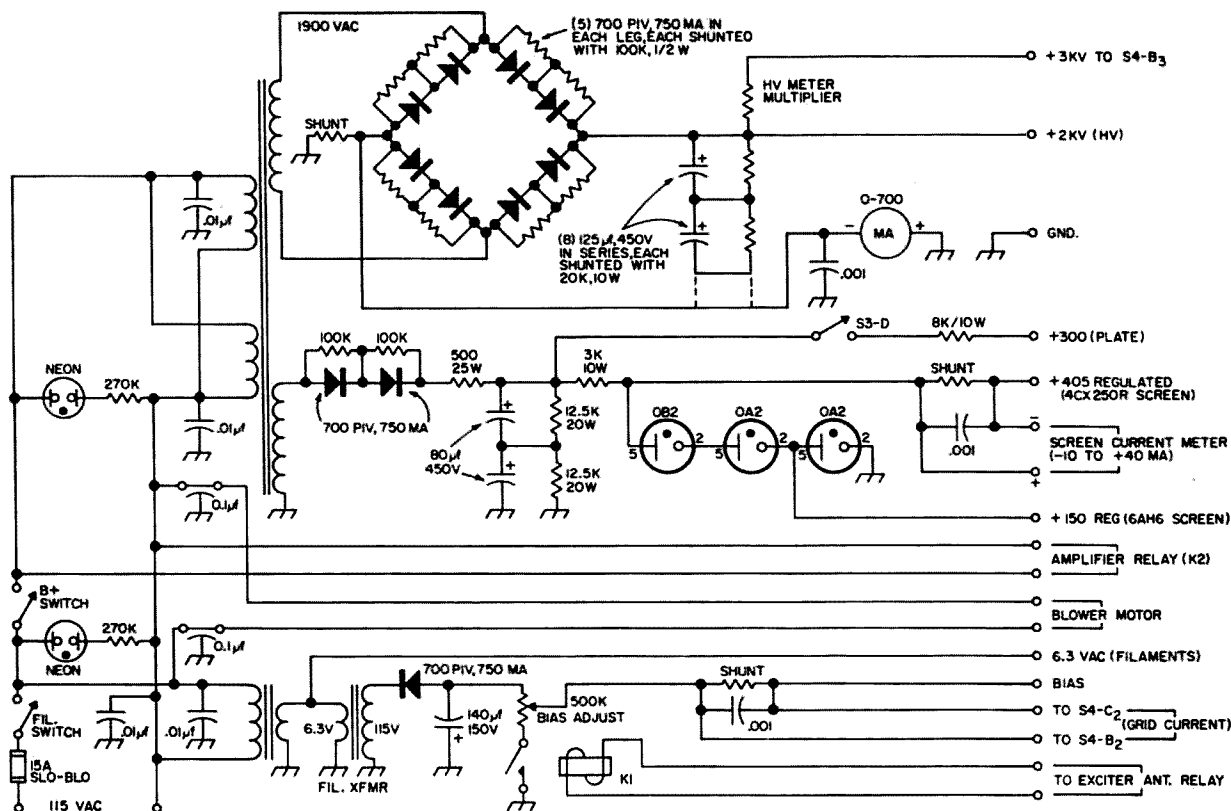 1900 VAC
(5) 700 PIV, 750 MA IN
EACH LEG, EACH SHUNTED
WITH 100K, 1/2 W
+3KV TO S4-B3
HV METER
MULTIPLIER
SHUNT
+2KV (HV)
.01µf
(8) 125µf, 450V
IN SERIES, EACH
SHUNTED WITH
20K, 10W
0-700
- MA +
GND.
.001
S3-D
8K/10W
+300 (PLATE)
100K
100K
500
25W
3K
10W
NEON
270K
SHUNT
+405 REGULATED
(4CX250R SCREEN)
.01µf
700 PIV, 750 MA
+
12.5K
20W
OB2
OA2
OA2
5
2
5
2
5
2
.001
-
SCREEN CURRENT METER
(-10 TO +40 MA)
+
80µf
450V
+
12.5K
20W
0.1µf
+150 REG (6AH6 SCREEN)
AMPLIFIER RELAY (K2)
B+
SWITCH
BLOWER MOTOR
270K
NEON
0.1µf
6.3 VAC (FILAMENTS)
700 PIV, 750 MA
SHUNT
BIAS
FIL.
SWITCH
.01µf
.01µf
6.3V
115V
140µf
150V
+
500K
BIAS ADJUST
.001
TO S4-C2
(GRID CURRENT)
TO S4-B2
15A
SLO-BLO
FIL. XFMR
K1
TO EXCITER ANT. RELAY
115 VAC